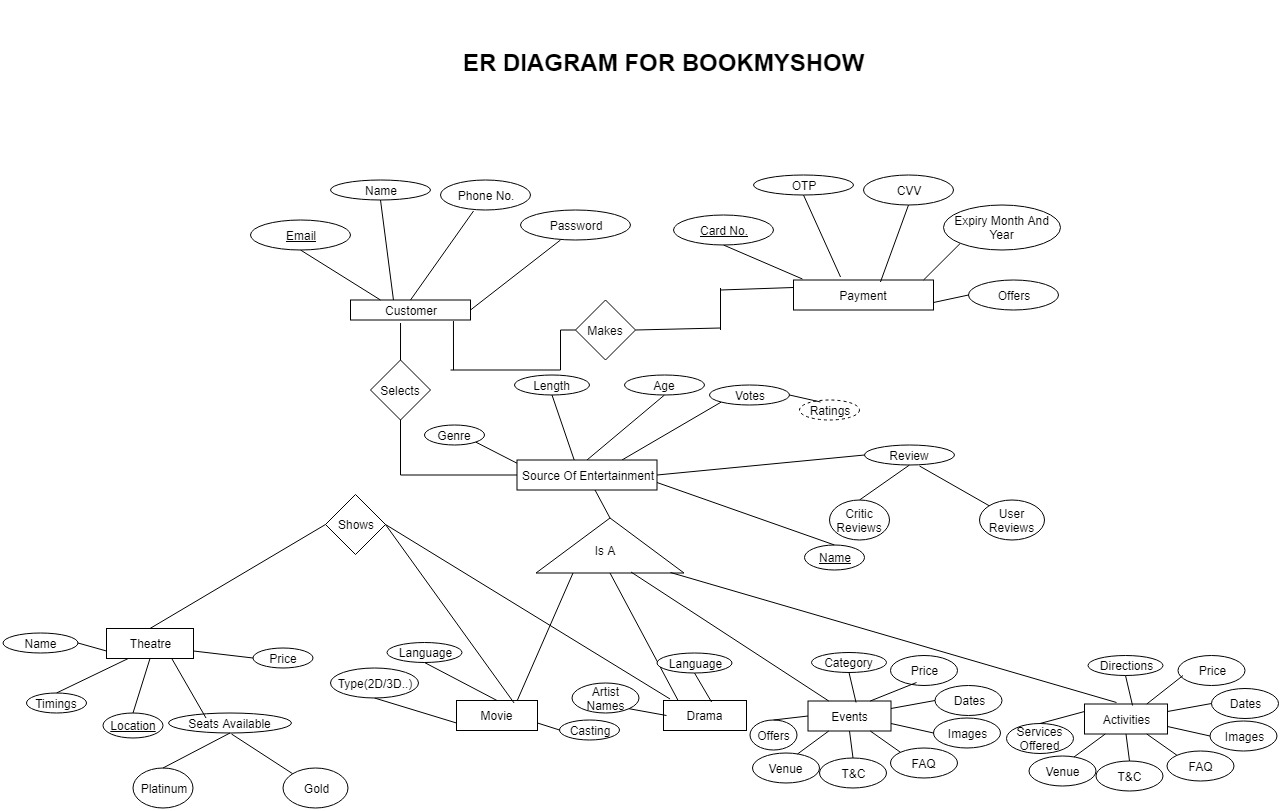 ER DIAGRAM FOR BOOKMYSHOW
Name
Phone No.
Email
Password
OTP
CVV
Card No.
Expiry Month And
Year
Customer
Payment
Offers
Makes
Selects
Length
Age
Votes
Ratings
Genre
Source Of Entertainment
Review
Critic
Reviews
User
Reviews
Name
Shows
Is A
Name
Theatre
Price
Timings
Location
Seats Available
Platinum
Gold
Language
Type(2D/3D..)
Movie
Casting
Language
Artist
Names
Drama
Category
Price
Dates
Events
Images
Offers
Venue
T&C
FAQ
Directions
Price
Dates
Activities
Images
Services
Offered
Venue
T&C
FAQ